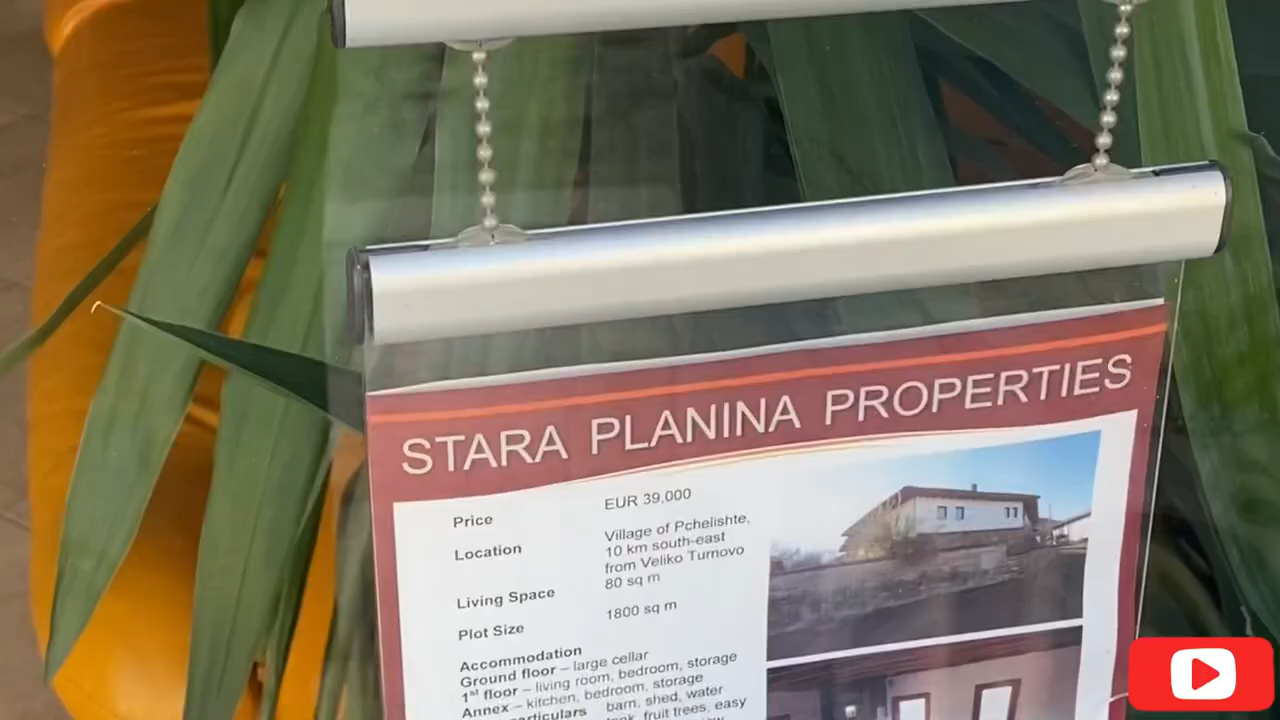 STARA PLANINA PROPERTIES
Price EUR 39,000
Location Village of Pchelishte,
10 km south-east
from Veliko Turnovo
Living Space 80 sq m
Plot Size 1800 sq m
Accommodation
Ground floor – large cellar
1st floor – living room, bedroom, storage
Annex – kitchen, bedroom, storage
barn, shed, water
fruit trees, easy